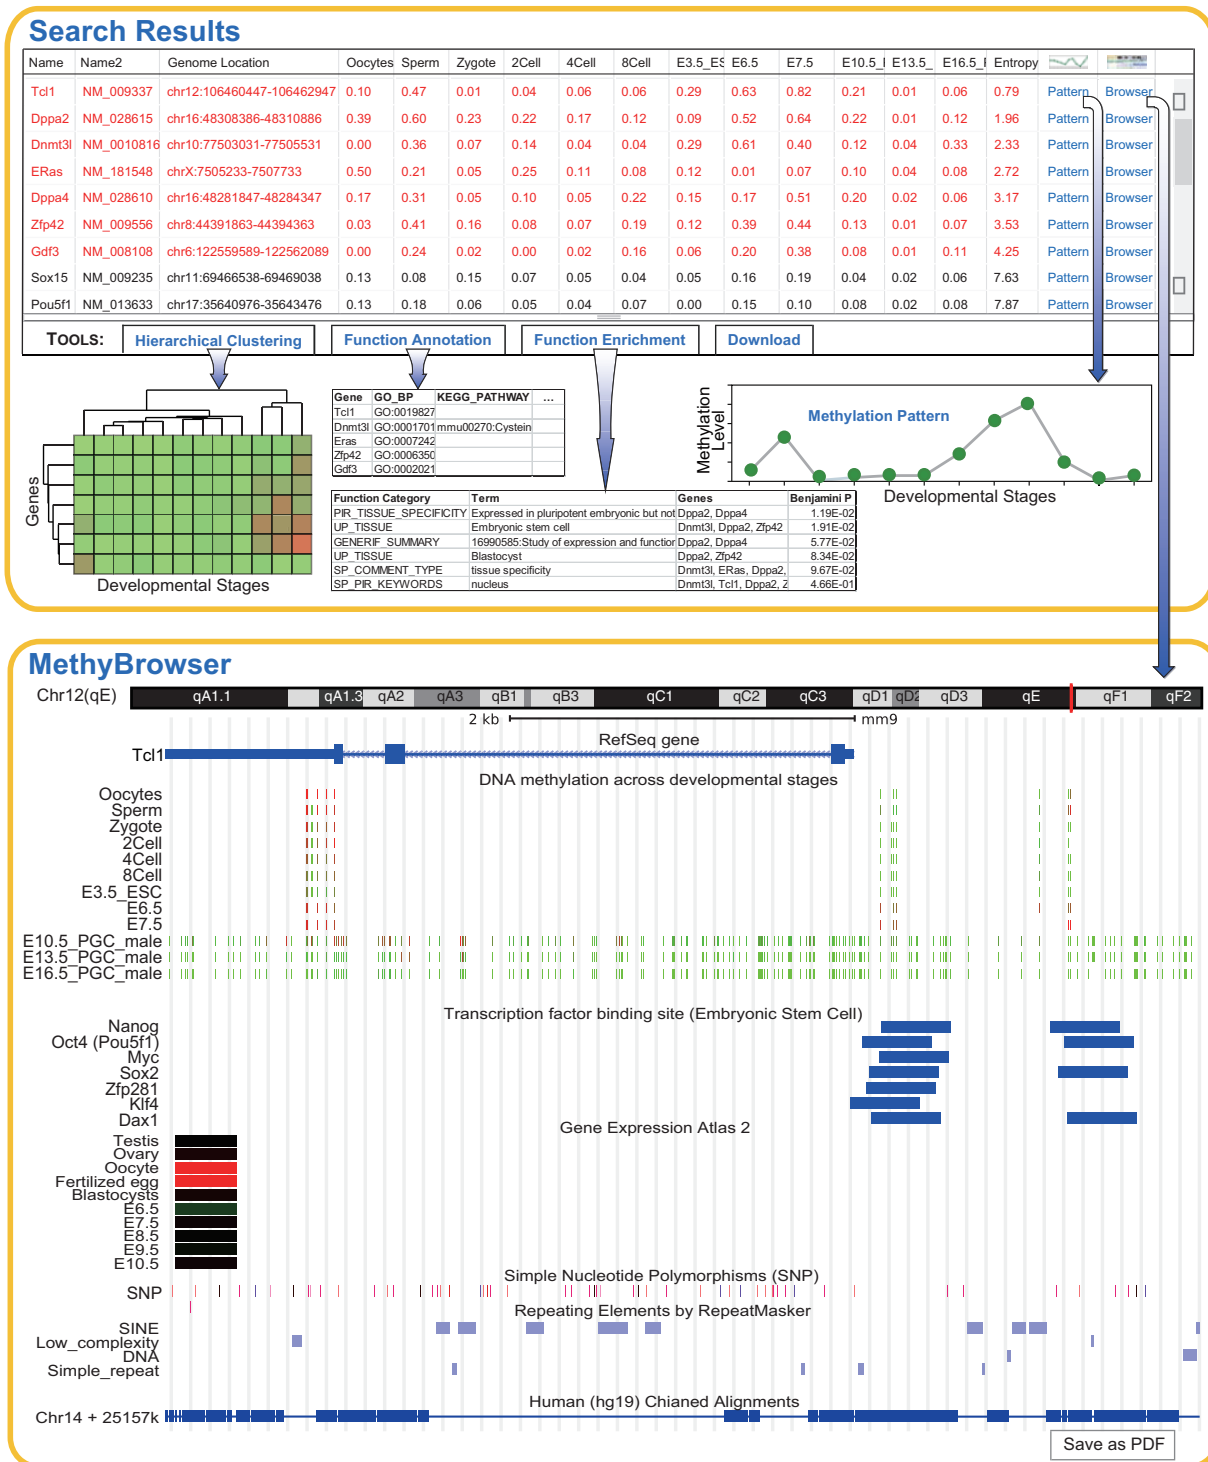 Search Results
Name Name2 Genome Location Oocytes Sperm Zygote 2Cell 4Cell 8Cell E3.5_ES E6.5 E7.5 E10.5_ E13.5_ E16.5_ Entropy
Tcl1 NM_009337 chr12:106460447-106462947 0.10 0.47 0.01 0.04 0.06 0.06 0.29 0.63 0.82 0.21 0.01 0.06 0.79 Pattern Browser
Dppa2 NM_028615 chr16:48308386-48310886 0.39 0.60 0.23 0.22 0.17 0.12 0.09 0.52 0.64 0.22 0.01 0.12 1.96 Pattern Browser
Dnmt3l NM_0010816 chr10:77503031-77505531 0.00 0.36 0.07 0.14 0.04 0.04 0.29 0.61 0.40 0.12 0.04 0.33 2.33 Pattern Browser
ERas NM_181548 chrX:7505233-7507733 0.50 0.21 0.05 0.25 0.11 0.08 0.12 0.01 0.07 0.10 0.04 0.08 2.72 Pattern Browser
Dppa4 NM_028610 chr16:48281847-48284347 0.17 0.31 0.05 0.10 0.05 0.22 0.15 0.17 0.51 0.20 0.02 0.06 3.17 Pattern Browser
Zfp42 NM_009556 chr8:44391863-44394363 0.03 0.41 0.16 0.08 0.07 0.19 0.12 0.39 0.44 0.13 0.01 0.07 3.53 Pattern Browser
Gdf3 NM_008108 chr6:122559589-122562089 0.00 0.24 0.02 0.00 0.02 0.16 0.06 0.20 0.38 0.08 0.01 0.11 4.25 Pattern Browser
Sox15 NM_009235 chr11:69466538-69469038 0.13 0.08 0.15 0.07 0.05 0.04 0.05 0.16 0.19 0.04 0.02 0.06 7.63 Pattern Browser
Pou5f1 NM_013633 chr17:35640976-35643476 0.13 0.18 0.06 0.05 0.04 0.07 0.00 0.15 0.10 0.08 0.02 0.08 7.87 Pattern Browser
TOOLS: Hierarchical Clustering Function Annotation Function Enrichment Download
Genes
Developmental Stages
Gene GO_BP KEGG_PATHWAY ...
Tcl1 GO:0019827
Dnmt3l GO:0001701 mmu00270:Cystein
Eras GO:0007242
Zfp42 GO:0006350
Gdf3 GO:0002021
Methylation Level
Methylation Pattern
Developmental Stages
Function Category Term Genes Benjamini P
PIR_TISSUE_SPECIFICITY Expressed in pluripotent embryonic but not Dppa2, Dppa4 1.19E-02
UP_TISSUE Embryonic stem cell Dnmt3l, Dppa2, Zfp42 1.91E-02
GENERIF_SUMMARY 16990585:Study of expression and function Dppa2, Dppa4 5.77E-02
UP_TISSUE Blastocyst Dppa2, Zfp42 8.34E-02
SP_COMMENT_TYPE tissue specificity Dnmt3l, ERas, Dppa2, 9.67E-02
SP_PIR_KEYWORDS nucleus Dnmt3l, Tcl1, Dppa2, Z 4.66E-01
MethyBrowser
Chr12(qE) qA1.1 qA1.3 qA2 qA3 qB1 qB3 qC1 qC2 qC3 qD1 qD2 qD3 qE qF1 qF2
2 kb mm9
RefSeq gene
Tcl1
DNA methylation across developmental stages
Oocytes
Sperm
Zygote
2Cell
4Cell
8Cell
E3.5_ESC
E6.5
E7.5
E10.5_PGC_male
E13.5_PGC_male
E16.5_PGC_male
Transcription factor binding site (Embryonic Stem Cell)
Nanog
Oct4 (Pou5f1)
Myc
Sox2
Zfp281
Klf4
Dax1
Gene Expression Atlas 2
Testis
Ovary
Oocyte
Fertilized egg
Blastocysts
E6.5
E7.5
E8.5
E9.5
E10.5
Simple Nucleotide Polymorphisms (SNP)
SNP
Repeating Elements by RepeatMasker
SINE
Low_complexity
DNA
Simple_repeat
Human (hg19) Chianed Alignments
Chr14 + 25157k
Save as PDF